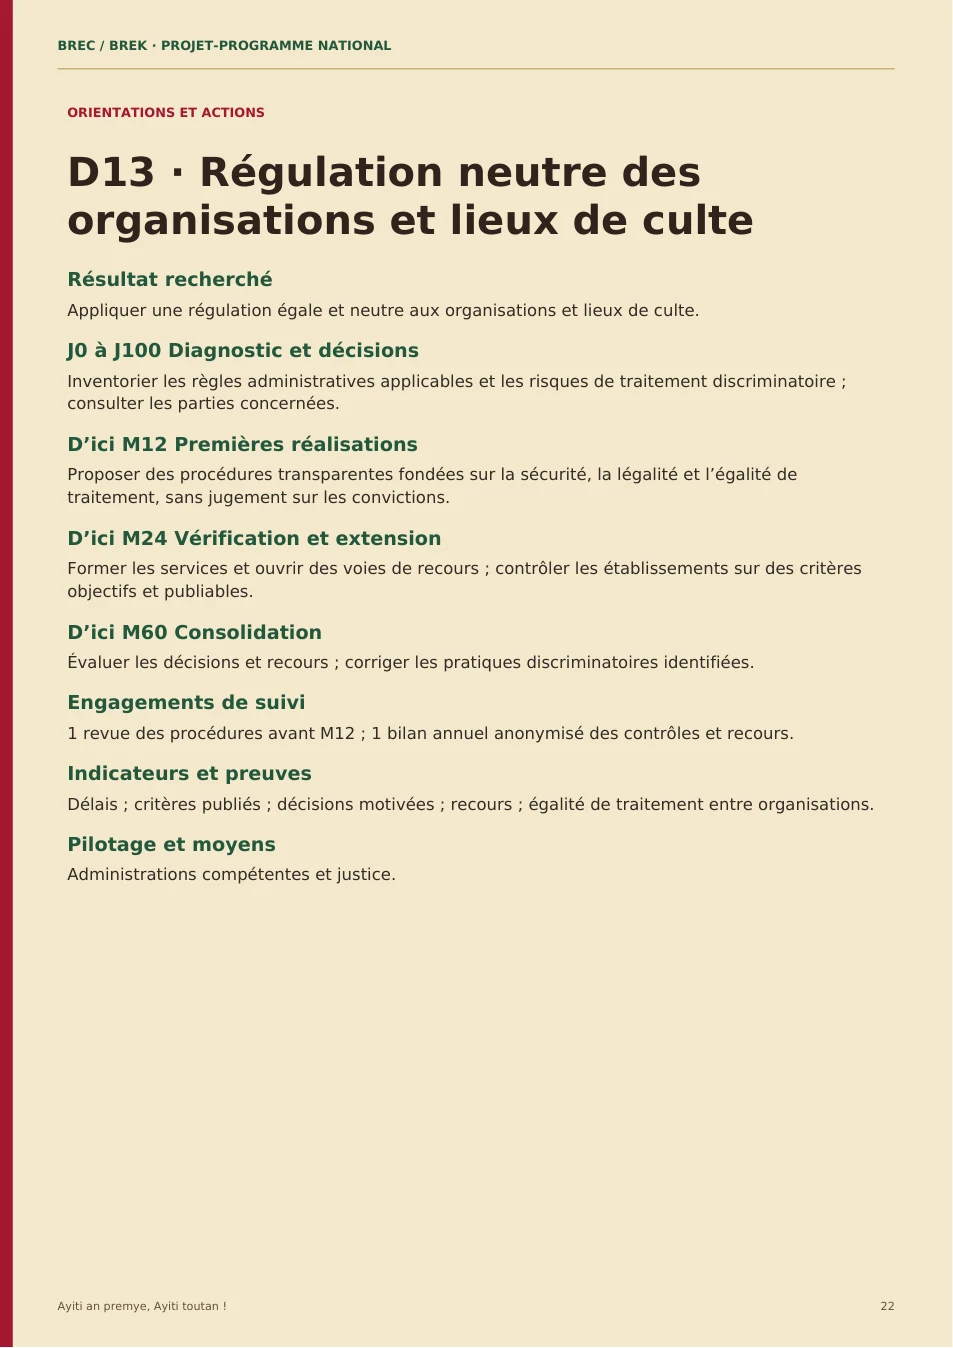 BREC / BREK · PROJET-PROGRAMME NATIONAL
ORIENTATIONS ET ACTIONS
D13 · Régulation neutre des
organisations et lieux de culte
Résultat recherché
Appliquer une régulation égale et neutre aux organisations et lieux de culte.
J0 à J100 Diagnostic et décisions
Inventorier les règles administratives applicables et les risques de traitement discriminatoire ;
consulter les parties concernées.
D’ici M12 Premières réalisations
Proposer des procédures transparentes fondées sur la sécurité, la légalité et l’égalité de
traitement, sans jugement sur les convictions.
D’ici M24 Vérification et extension
Former les services et ouvrir des voies de recours ; contrôler les établissements sur des critères
objectifs et publiables.
D’ici M60 Consolidation
Évaluer les décisions et recours ; corriger les pratiques discriminatoires identifiées.
Engagements de suivi
1 revue des procédures avant M12 ; 1 bilan annuel anonymisé des contrôles et recours.
Indicateurs et preuves
Délais ; critères publiés ; décisions motivées ; recours ; égalité de traitement entre organisations.
Pilotage et moyens
Administrations compétentes et justice.
Ayiti an premye, Ayiti toutan !
22